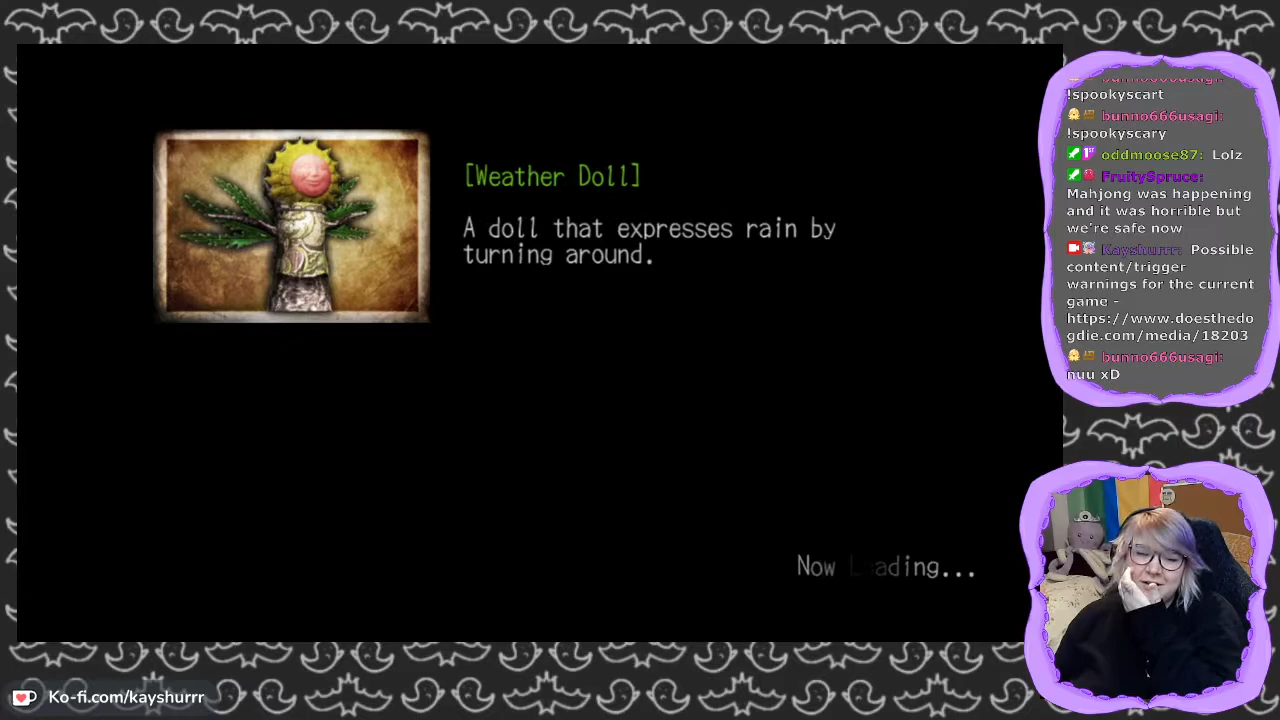 [Weather Doll]
A doll that expresses rain by
turning around.
Now Loading...
bunno666usagi:
!spookyscart
bunno666usagi:
!spookyscary
oddmoose87: Lolz
FruitySpruce:
Mahjong was happening
and it was horrible but
we're safe now
Kayshurrr: Possible
content/trigger
warnings for the current
game -
https://www.doesthedo
gdie.com/media/18203
bunno666usagi:
nuu xD
Ko-fi.com/kayshurrr